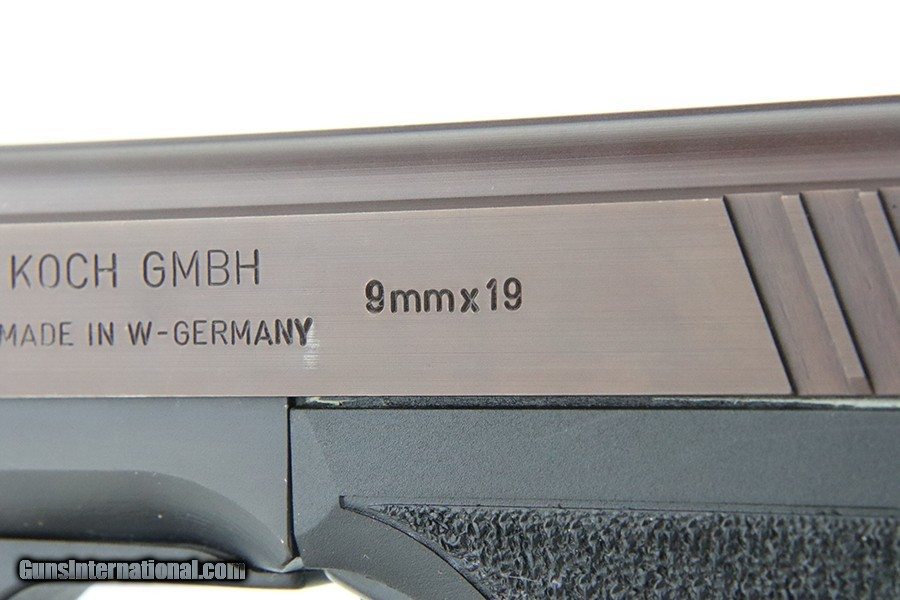 KOCH GMBH
MADE IN W-GERMANY
9mmx19
GunsInternational.com